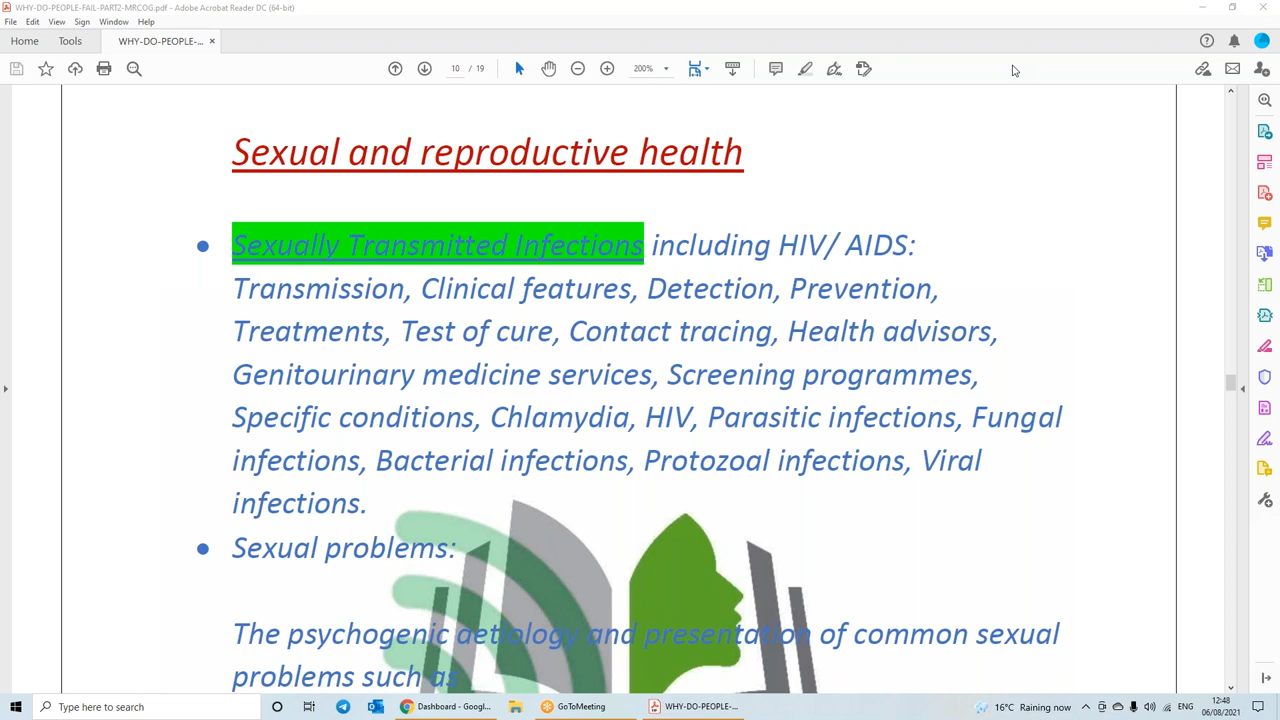 WHY-DO-PEOPLE-FAIL-PART2-MRCOG.pdf - Adobe Acrobat Reader DC (64-bit)
File Edit View Sign Window Help
Home Tools WHY-DO-PEOPLE-... ×
10 / 19 200%
Sexual and reproductive health
• Sexually Transmitted Infections including HIV/ AIDS:
Transmission, Clinical features, Detection, Prevention,
Treatments, Test of cure, Contact tracing, Health advisors,
Genitourinary medicine services, Screening programmes,
Specific conditions, Chlamydia, HIV, Parasitic infections, Fungal
infections, Bacterial infections, Protozoal infections, Viral
infections.
• Sexual problems:
The psychogenic aetiology and presentation of common sexual
problems such as
Type here to search
Dashboard - Googl...
GoToMeeting
WHY-DO-PEOPLE-...
16°C Raining now
ENG
12:48
06/08/2021